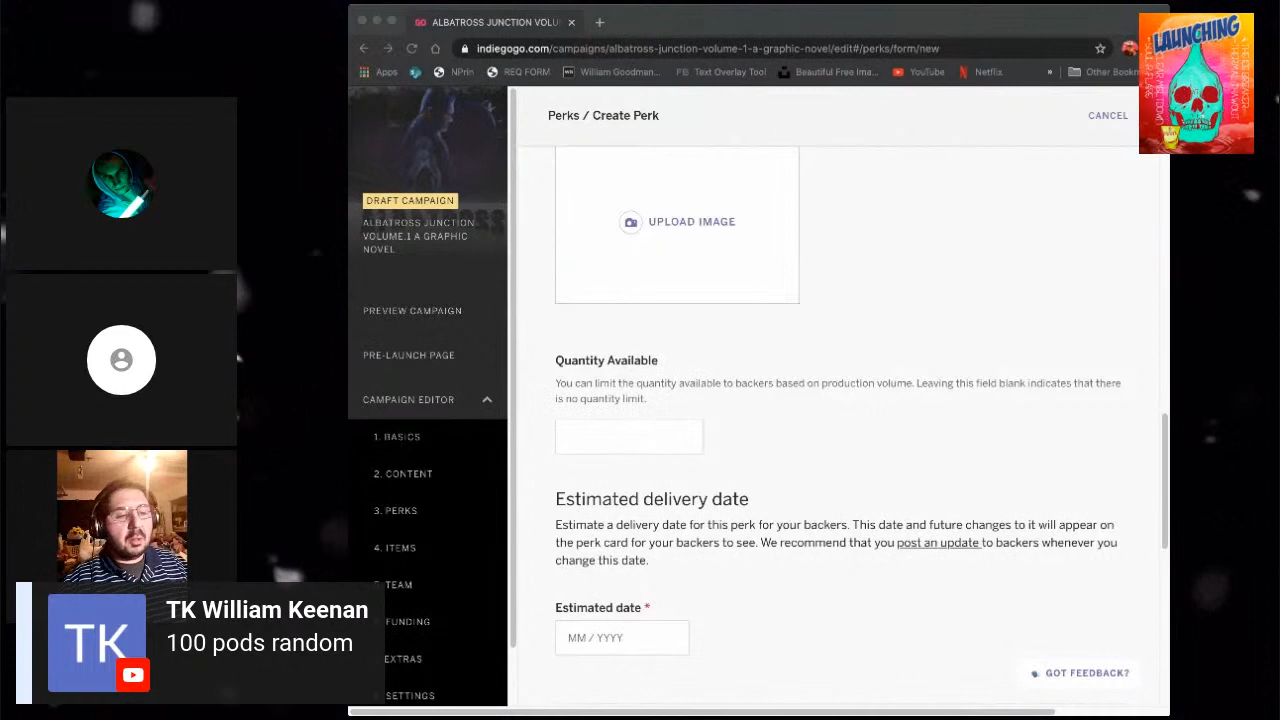 ALBATROSS JUNCTION VOLU
indiegogo.com/campaigns/albatross-junction-volume-1-a-graphic-novel/edit#/perks/form/new
Apps
NPrin
REQ FORM
William Goodman...
Text Overlay Tool
Beautiful Free Ima...
YouTube
Netflix
»
Other Bookm
LAUNCHING
Perks / Create Perk
CANCEL
DRAFT CAMPAIGN
ALBATROSS JUNCTION
VOLUME.1 A GRAPHIC
NOVEL
PREVIEW CAMPAIGN
PRE-LAUNCH PAGE
CAMPAIGN EDITOR
1. BASICS
2. CONTENT
3. PERKS
4. ITEMS
TEAM
FUNDING
EXTRAS
SETTINGS
UPLOAD IMAGE
Quantity Available
You can limit the quantity available to backers based on production volume. Leaving this field blank indicates that there
is no quantity limit.
Estimated delivery date
Estimate a delivery date for this perk for your backers. This date and future changes to it will appear on
the perk card for your backers to see. We recommend that you post an update to backers whenever you
change this date.
Estimated date *
MM / YYYY
GOT FEEDBACK?
TK
TK William Keenan
100 pods random